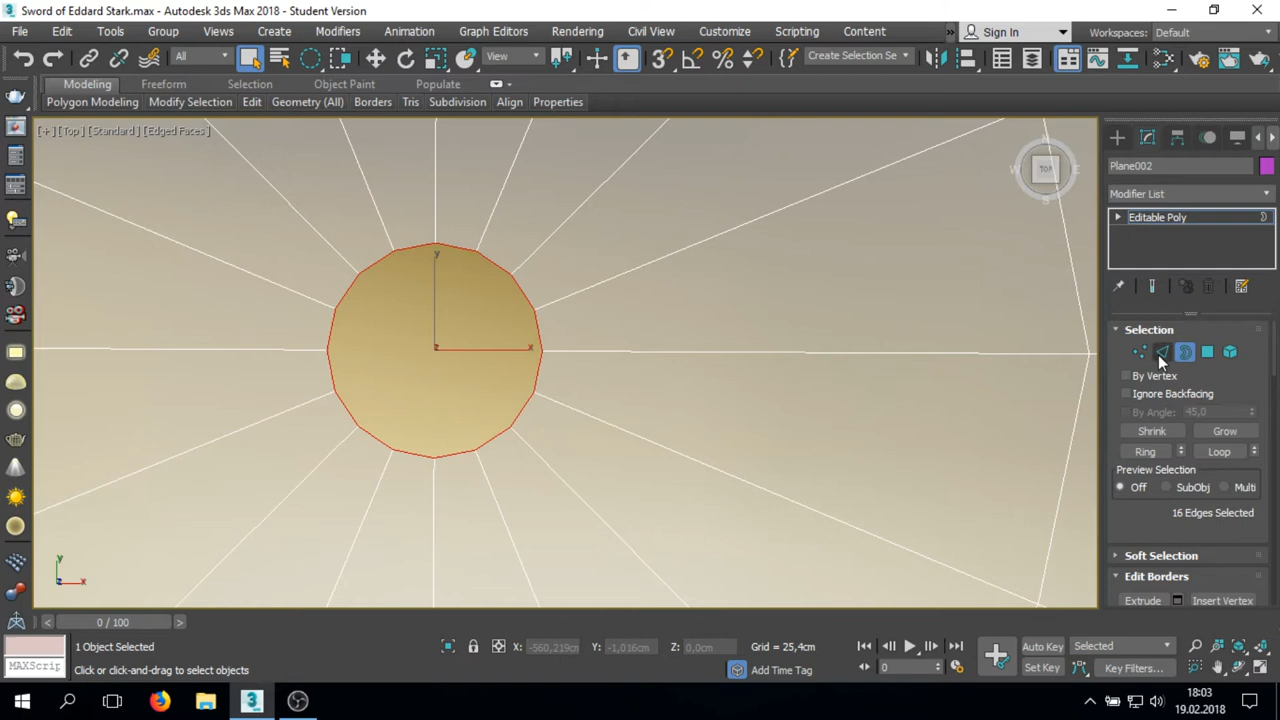 Sword of Eddard Stark.max - Autodesk 3ds Max 2018 - Student Version
File Edit Tools Group Views Create Modifiers Animation Graph Editors Rendering Civil View Customize Scripting Content » Sign In Workspaces: Default
All View Create Selection Se
Modeling Freeform Selection Object Paint Populate
Polygon Modeling Modify Selection Edit Geometry (All) Borders Tris Subdivision Align Properties
[+] [Top] [Standard] [Edged Faces]
N
W TOP E
S
Plane002
Modifier List
Editable Poly
Selection
By Vertex
Ignore Backfacing
By Angle: 45,0
Shrink Grow
Ring Loop
Preview Selection
Off SubObj Multi
16 Edges Selected
Soft Selection
Edit Borders
Extrude Insert Vertex
y
z x
y
z x
< 0 / 100 >
1 Object Selected X: -560,219cm Y: -1,016cm Z: 0,0cm Grid = 25,4cm Auto Key Selected
MAXScrip Click or click-and-drag to select objects Add Time Tag 0 Set Key Key Filters...
18:03
19.02.2018